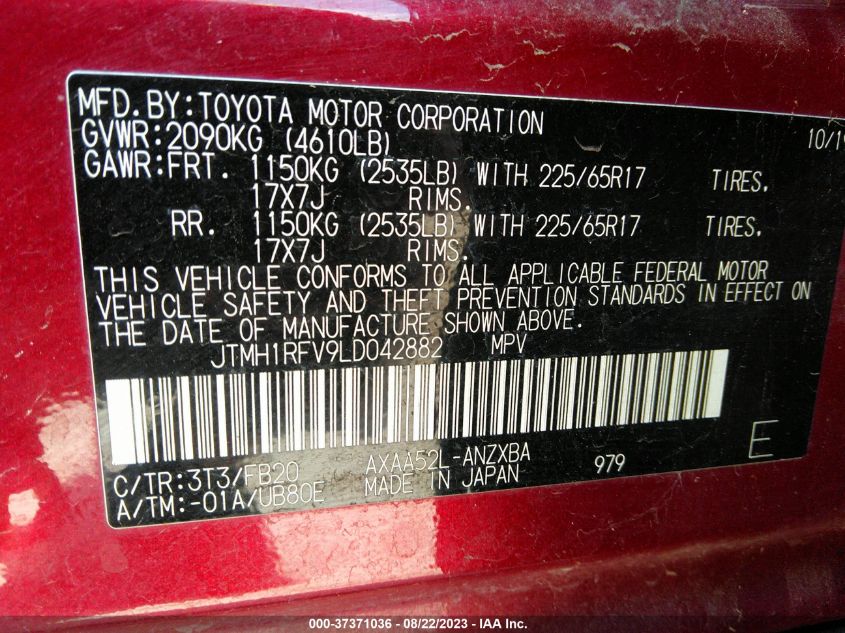 MFD.BY:TOYOTA MOTOR CORPORATION 10/19
GVWR:2090KG (4610LB)
GAWR:FRT. 1150KG (2535LB) WITH 225/65R17 TIRES.
17X7J RIMS.
RR. 1150KG (2535LB) WITH 225/65R17 TIRES.
17X7J RIMS.
THIS VEHICLE CONFORMS TO ALL APPLICABLE FEDERAL MOTOR
VEHICLE SAFETY AND THEFT PREVENTION STANDARDS IN EFFECT ON
THE DATE OF MANUFACTURE SHOWN ABOVE.
JTMH1RFV9LD042882 MPV
C/TR:3T3/FB20 AXAA52L-ANZXBA 979 E
A/TM:-01A/UB80E MADE IN JAPAN
000-37371036 - 08/22/2023 - IAA Inc.